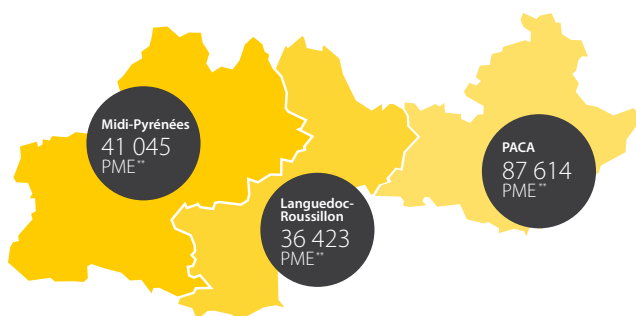 Midi-Pyrénées
41 045
PME**
Languedoc-
Roussillon
36 423
PME**
PACA
87 614
PME**